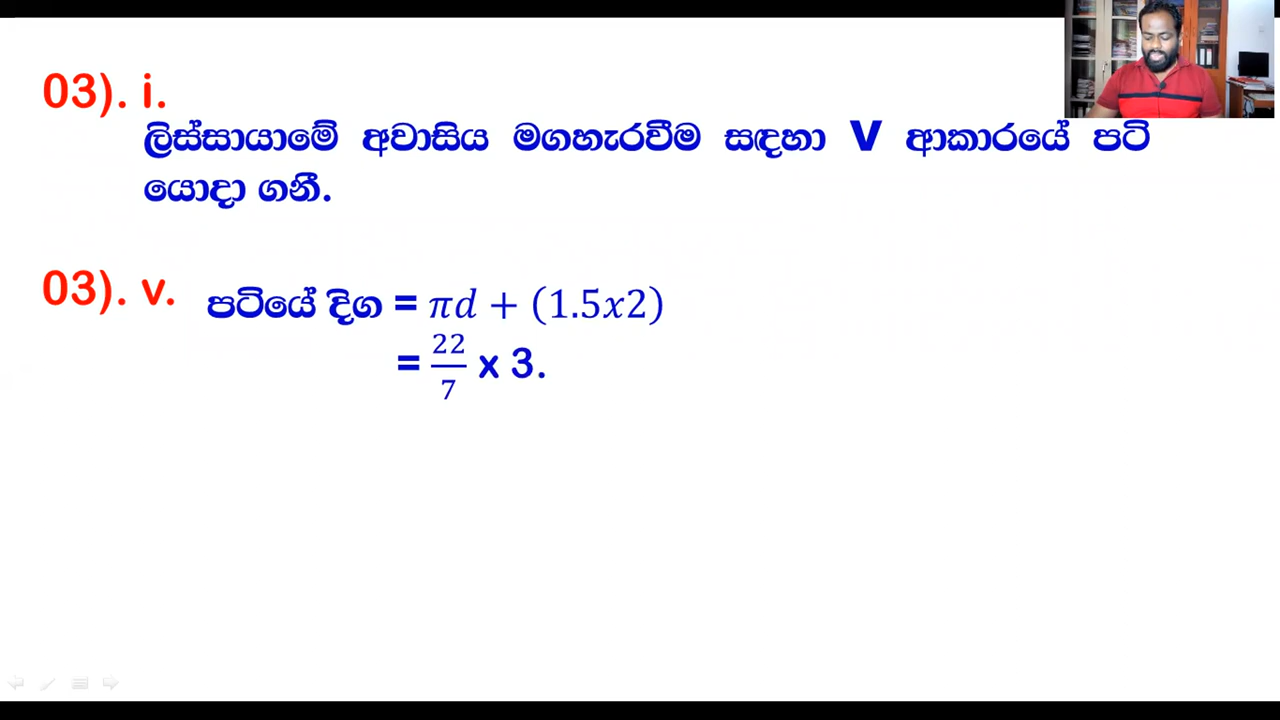 03). i.
ලිස්සායාමේ අවාසිය මගහැරවීම සඳහා V ආකාරයේ පටි
යොදා ගනී.
03). v. පටියේ දිග = πd + (1.5x2)
= 22/7 x 3.